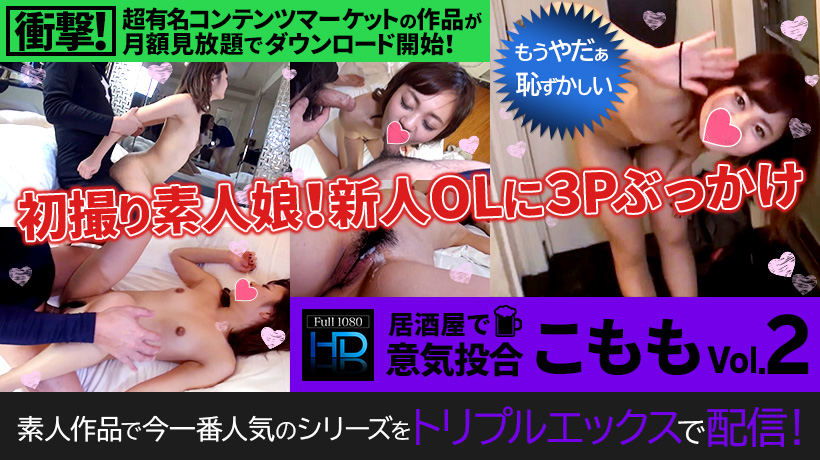 衝撃!
超有名コンテンツマーケットの作品が
月額見放題でダウンロード開始!
もうやだぁ
恥ずかしい
初撮り素人娘!新人OLに3Pぶっかけ
Full 1080
HD
居酒屋で
意気投合
こもも Vol.2
素人作品で今一番人気のシリーズをトリプルエックスで配信!